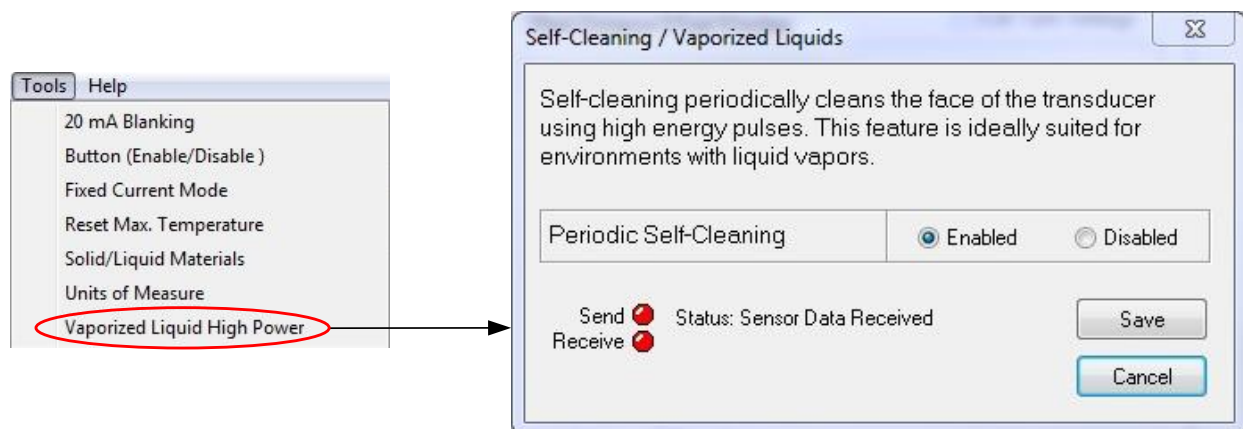 Tools Help
20 mA Blanking
Button (Enable/Disable )
Fixed Current Mode
Reset Max. Temperature
Solid/Liquid Materials
Units of Measure
Vaporized Liquid High Power
Self-Cleaning / Vaporized Liquids
Self-cleaning periodically cleans the face of the transducer
using high energy pulses. This feature is ideally suited for
environments with liquid vapors.
Periodic Self-Cleaning Enabled Disabled
Send Status: Sensor Data Received Save
Receive
Cancel